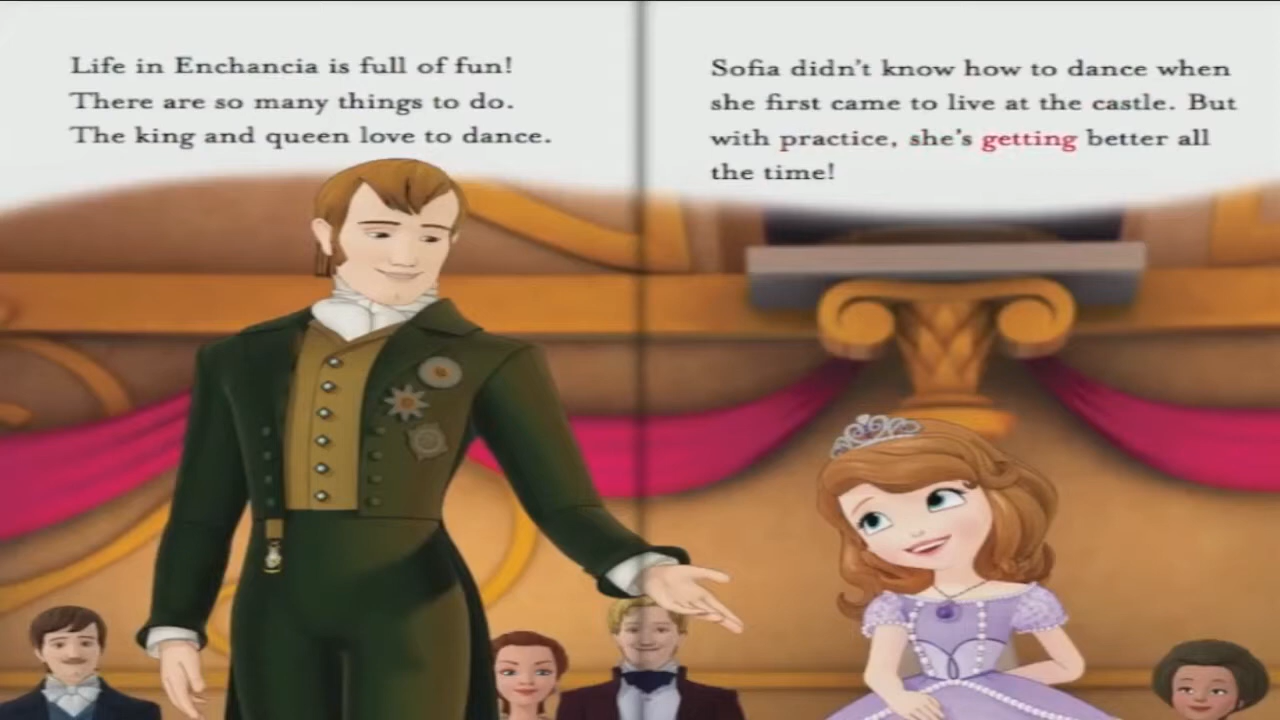 Life in Enchancia is full of fun!
There are so many things to do.
The king and queen love to dance.
Sofia didn't know how to dance when
she first came to live at the castle. But
with practice, she's getting better all
the time!